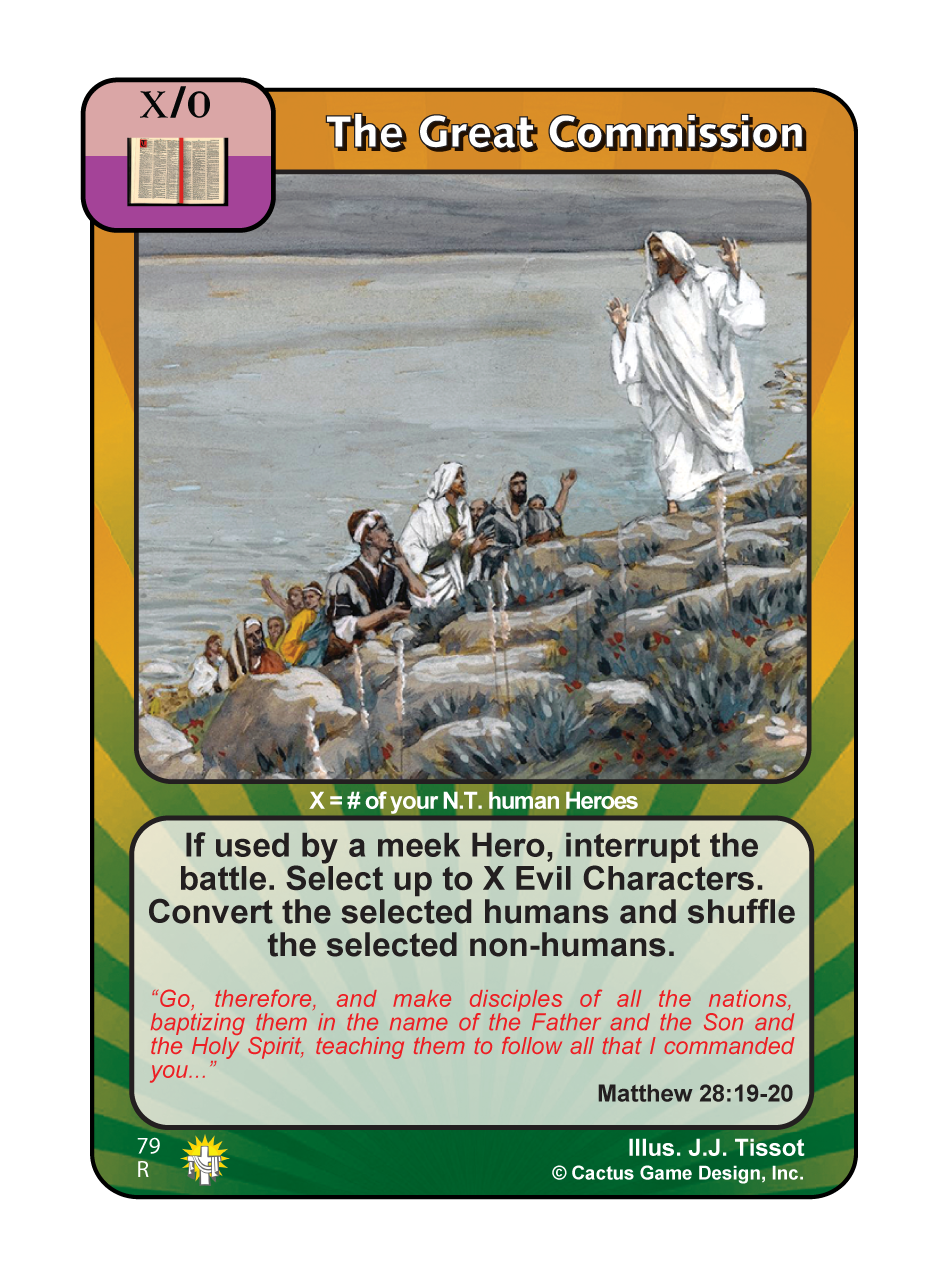 X/0
The Great Commission
X = # of your N.T. human Heroes
If used by a meek Hero, interrupt the
battle. Select up to X Evil Characters.
Convert the selected humans and shuffle
the selected non-humans.
“Go, therefore, and make disciples of all the nations,
baptizing them in the name of the Father and the Son and
the Holy Spirit, teaching them to follow all that I commanded
you...”
Matthew 28:19-20
79
R
Illus. J.J. Tissot
© Cactus Game Design, Inc.